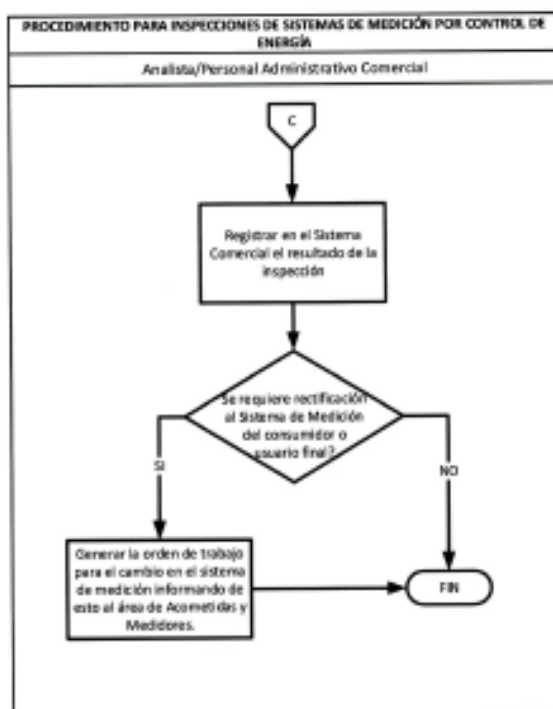 PROCEDIMIENTO PARA INSPECCIONES DE SISTEMAS DE MEDICIÓN POR CONTROL DE
ENERGÍA
Analista/Personal Administrativo Comercial
C
Registrar en el Sistema
Comercial el resultado de la
inspección
Se requiere rectificación
al Sistema de Medición
del consumidor o
usuario final?
SI
NO
Generar la orden de trabajo
para el cambio en el sistema
de medición informando de
esto al área de Acometidas y
Medidores.
FIN